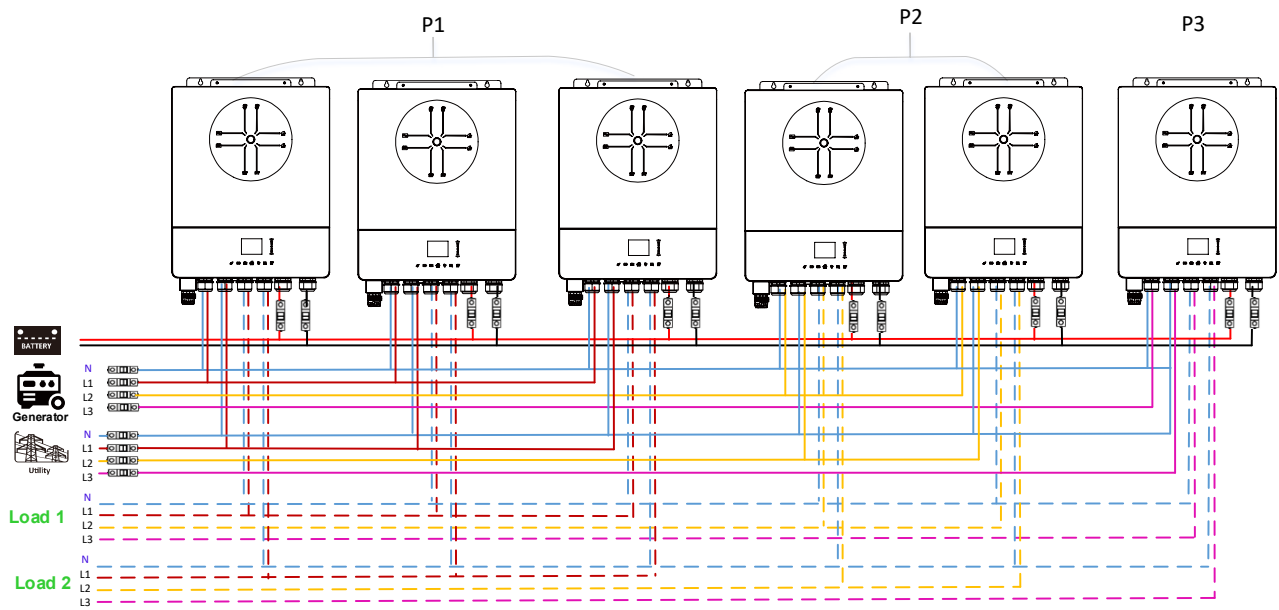 P1
P2
P3
BATTERY
Generator
N
L1
L2
L3
Utility
N
L1
L2
L3
Load 1
N
L1
L2
L3
Load 2
N
L1
L2
L3